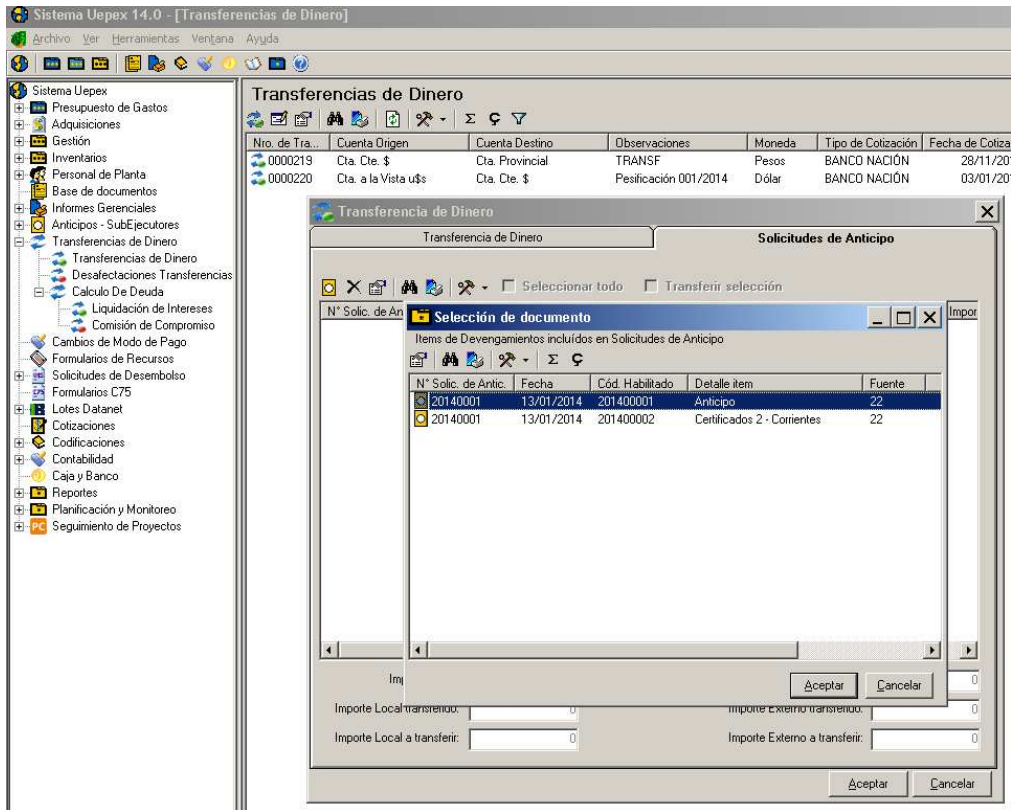 Sistema Uepex 14.0 - [Transferencias de Dinero]
Archivo Ver Herramientas Ventana Ayuda
Sistema Uepex
Presupuesto de Gastos
Adquisiciones
Gestión
Inventarios
Personal de Planta
Base de documentos
Informes Gerenciales
Anticipos - SubEjecutores
Transferencias de Dinero
Transferencias de Dinero
Desafectaciones Transferencias
Calculo De Deuda
Liquidación de Intereses
Comisión de Compromiso
Cambios de Modo de Pago
Formularios de Recursos
Solicitudes de Desembolso
Formularios C75
Lotes Datanet
Cotizaciones
Codificaciones
Contabilidad
Caja y Banco
Reportes
Planificación y Monitoreo
PC Seguimiento de Proyectos
Transferencias de Dinero
Nro. de Tra... Cuenta Origen Cuenta Destino Observaciones Moneda Tipo de Cotización Fecha de Cotiza
0000219 Cta. Cte. $ Cta. Provincial TRANSF Pesos BANCO NACIÓN 28/11/20
0000220 Cta. a la Vista u$s Cta. Cte. $ Pesificación 001/2014 Dólar BANCO NACIÓN 03/01/20
Transferencia de Dinero
Transferencia de Dinero Solicitudes de Anticipo
Seleccionar todo Transferir selección
N° Solic. de An Impor
Selección de documento
Items de Devengamientos incluídos en Solicitudes de Anticipo
N° Solic. de Antic. Fecha Cód. Habilitado Detalle item Fuente
20140001 13/01/2014 201400001 Anticipo 22
20140001 13/01/2014 201400002 Certificados 2 - Corrientes 22
Aceptar Cancelar
Im 0
Importe Local transferido: 0 Importe Externo transferido: 0
Importe Local a transferir: 0 Importe Externo a transferir: 0
Aceptar Cancelar